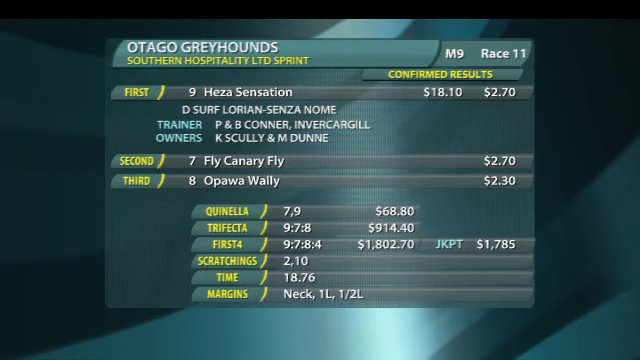 OTAGO GREYHOUNDS M9 Race 11
SOUTHERN HOSPITALITY LTD SPRINT
CONFIRMED RESULTS
FIRST 9 Heza Sensation $18.10 $2.70
D SURF LORIAN-SENZA NOME
TRAINER P & B CONNER, INVERCARGILL
OWNERS K SCULLY & M DUNNE
SECOND 7 Fly Canary Fly $2.70
THIRD 8 Opawa Wally $2.30
QUINELLA 7,9 $68.80
TRIFECTA 9:7:8 $914.40
FIRST4 9:7:8:4 $1,802.70 JKPT $1,785
SCRATCHINGS 2,10
TIME 18.76
MARGINS Neck, 1L, 1/2L